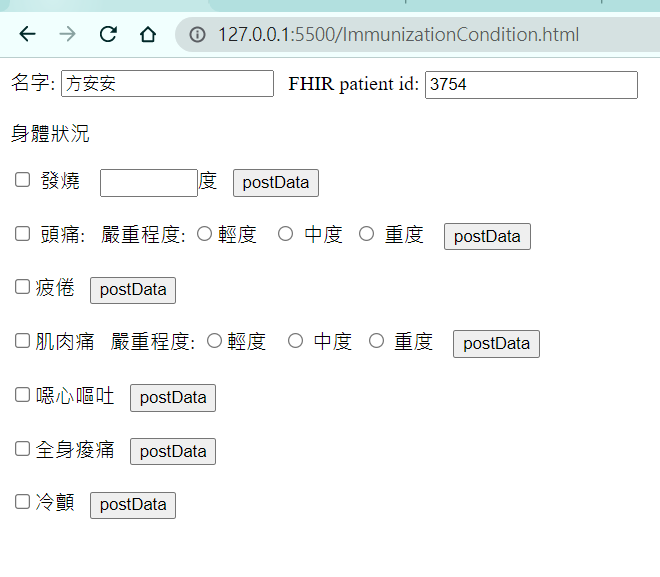 127.0.0.1:5500/ImmunizationCondition.html
名字: 方安安 FHIR patient id: 3754
身體狀況
發燒 度 postData
頭痛: 嚴重程度: 輕度 中度 重度 postData
疲倦 postData
肌肉痛 嚴重程度: 輕度 中度 重度 postData
噁心嘔吐 postData
全身痠痛 postData
冷顫 postData